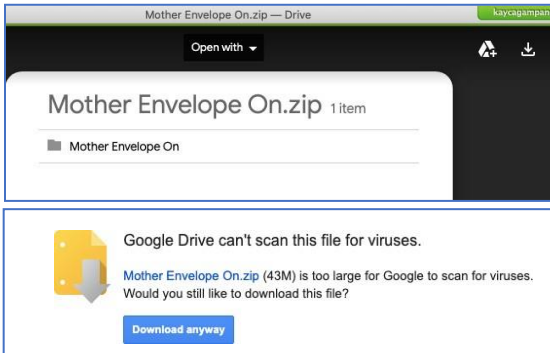 Mother Envelope On.zip — Drive
Open with
Mother Envelope On.zip 1 item
Mother Envelope On
Google Drive can't scan this file for viruses.
Mother Envelope On.zip (43M) is too large for Google to scan for viruses.
Would you still like to download this file?
Download anyway